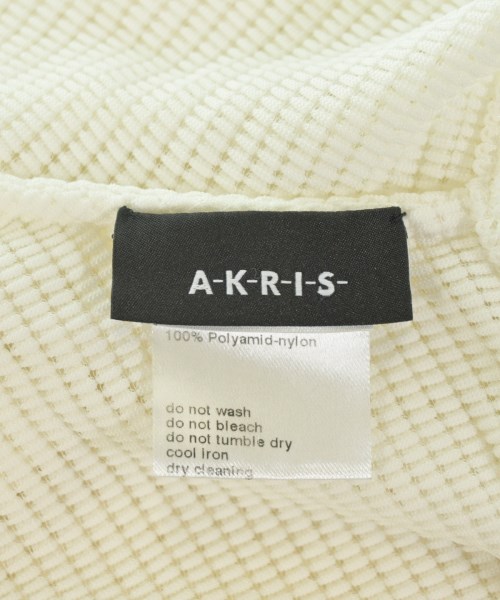 A-K-R-I-S-
100% Polyamid-nylon
do not wash
do not bleach
do not tumble dry
cool iron
dry cleaning